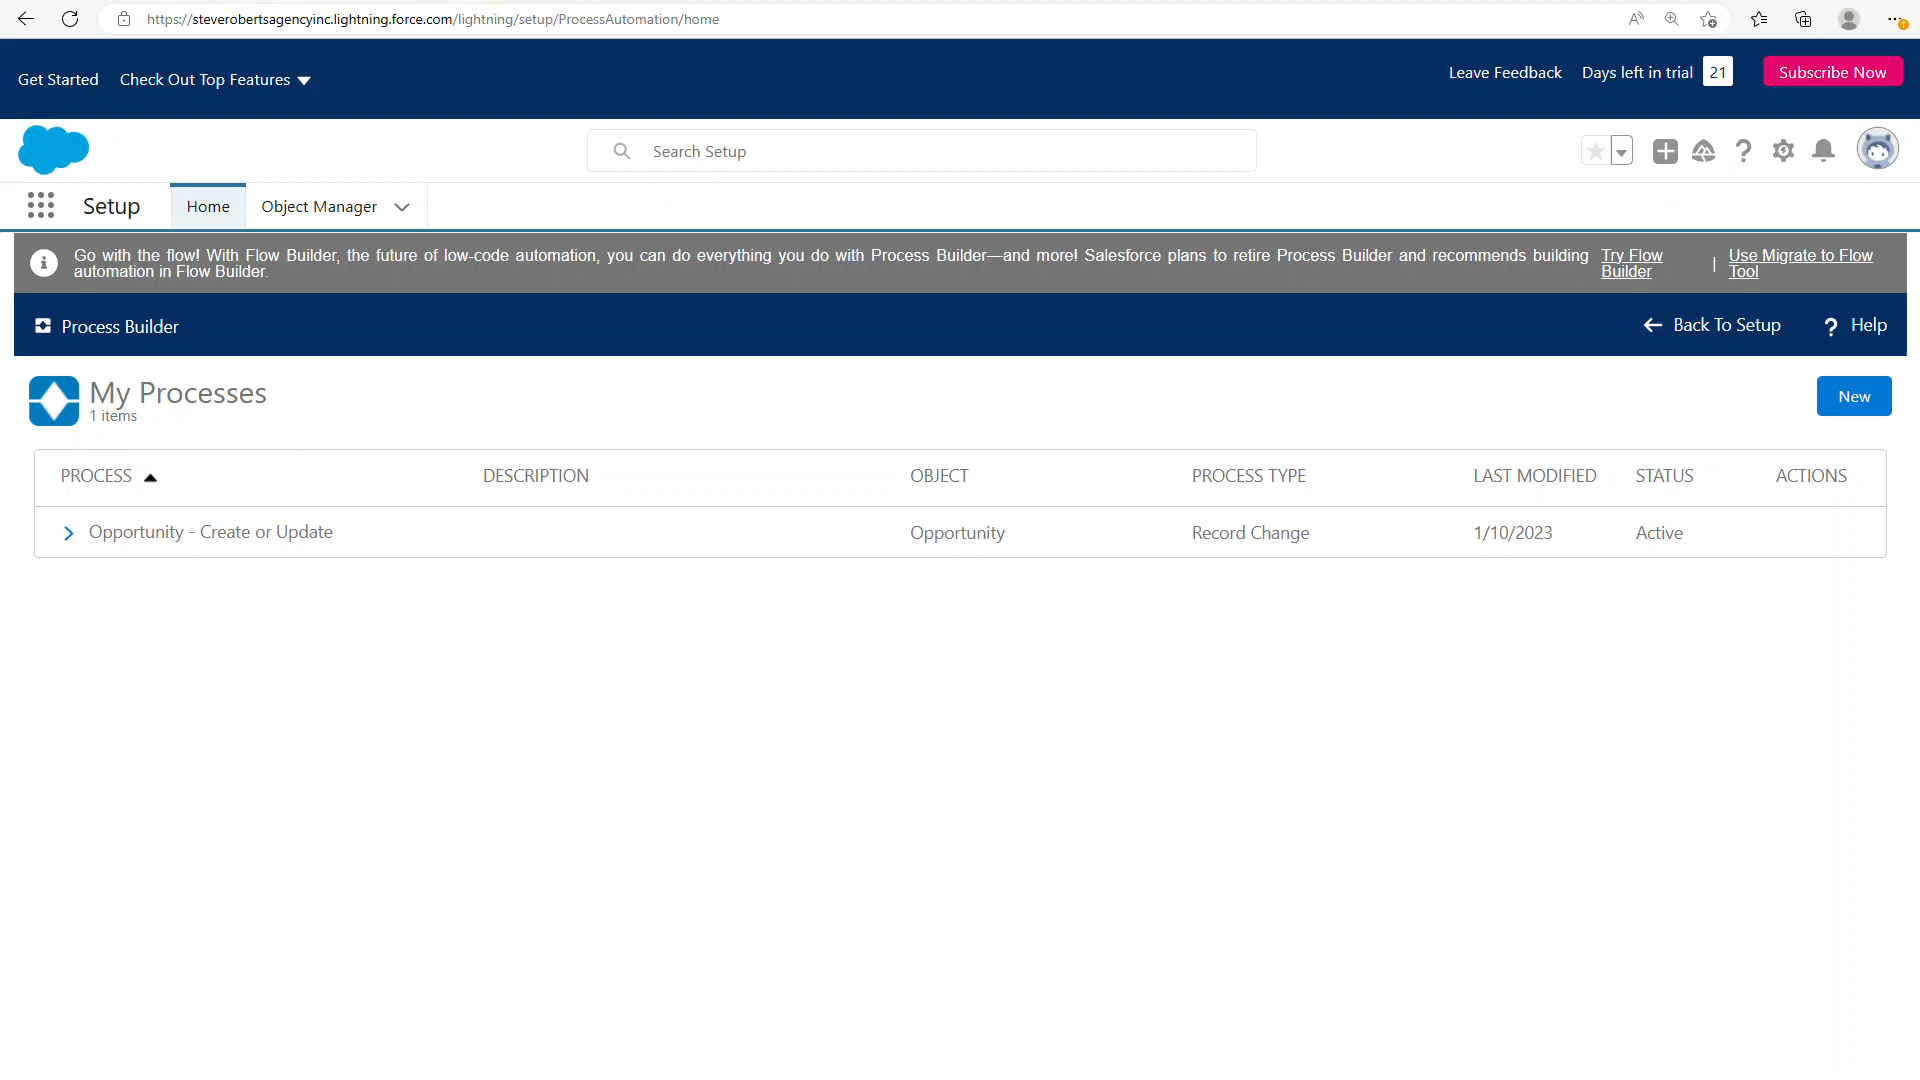 https://steverobertsagencyinc.lightning.force.com/lightning/setup/ProcessAutomation/home
Get Started Check Out Top Features Leave Feedback Days left in trial 21 Subscribe Now
Search Setup
Setup Home Object Manager
Go with the flow! With Flow Builder, the future of low-code automation, you can do everything you do with Process Builder—and more! Salesforce plans to retire Process Builder and recommends building
automation in Flow Builder.
Try Flow
Builder
|
Use Migrate to Flow
Tool
Process Builder Back To Setup ? Help
My Processes
1 items
New
PROCESS DESCRIPTION OBJECT PROCESS TYPE LAST MODIFIED STATUS ACTIONS
Opportunity - Create or Update Opportunity Record Change 1/10/2023 Active